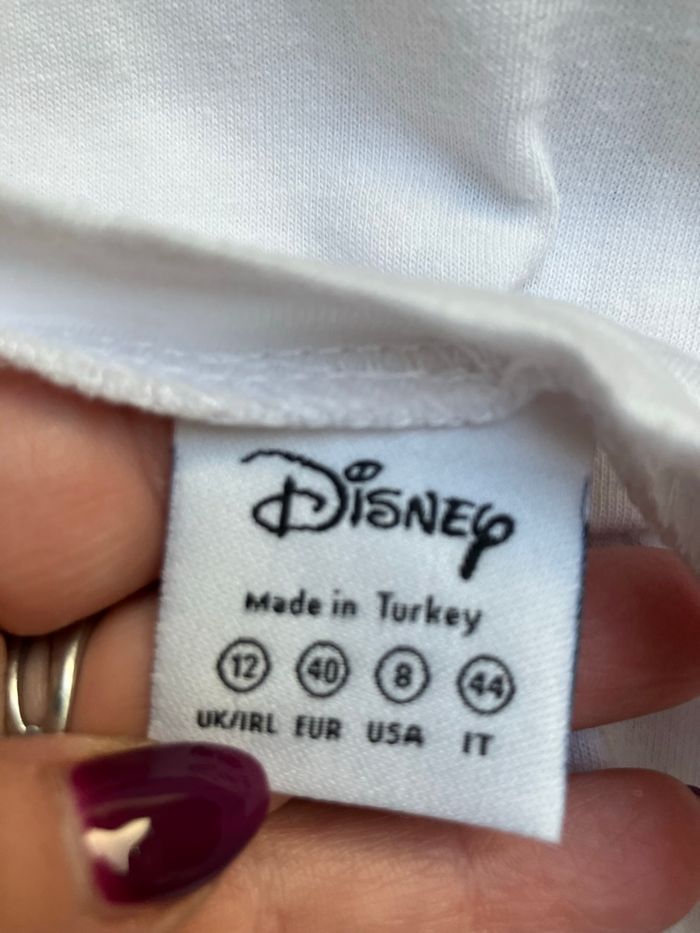 Disney
Made in Turkey
12 40 8 44
UK/IRL EUR USA IT